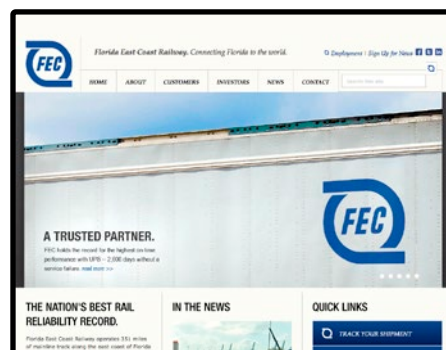 FEC
Florida East Coast Railway. Connecting Florida to the world.
Deployment | Sign Up for News
HOME ABOUT CUSTOMERS INVESTORS NEWS CONTACT
FEC
A TRUSTED PARTNER.
FEC holds the record for the highest on time
performance with UPS – 2,000 days without a
service failure. read more >>
THE NATION'S BEST RAIL
RELIABILITY RECORD.
IN THE NEWS
QUICK LINKS
TRACK YOUR SHIPMENT
Florida East Coast Railway operates 351 miles
of mainline track along the east coast of Florida